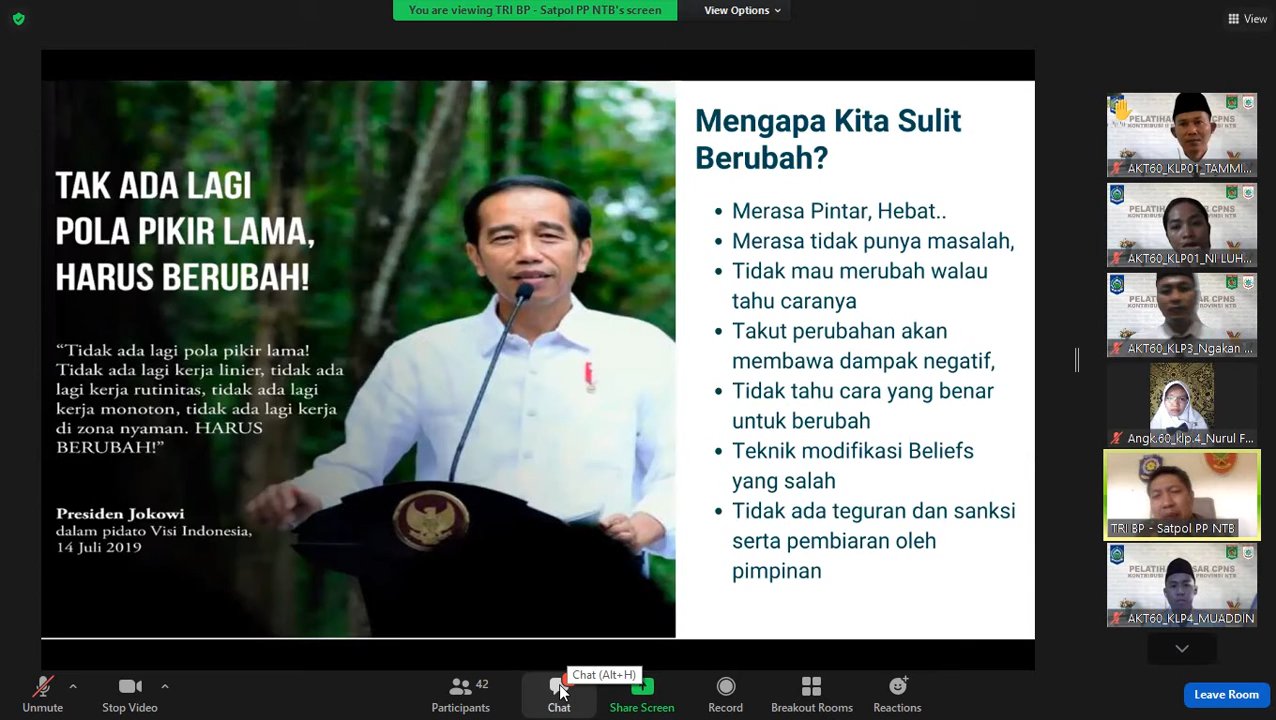 You are viewing TRI BP - Satpol PP NTB's screen
View Options
View
TAK ADA LAGI
POLA PIKIR LAMA,
HARUS BERUBAH!
“Tidak ada lagi pola pikir lama!
Tidak ada lagi kerja linier, tidak ada
lagi kerja rutinitas, tidak ada lagi
kerja monoton, tidak ada lagi kerja
di zona nyaman. HARUS
BERUBAH!”
Presiden Jokowi
dalam pidato Visi Indonesia,
14 Juli 2019
Mengapa Kita Sulit
Berubah?
• Merasa Pintar, Hebat..
• Merasa tidak punya masalah,
• Tidak mau merubah walau
tahu caranya
• Takut perubahan akan
membawa dampak negatif,
• Tidak tahu cara yang benar
untuk berubah
• Teknik modifikasi Beliefs
yang salah
• Tidak ada teguran dan sanksi
serta pembiaran oleh
pimpinan
AKT60_KLP01_TAMMI...
AKT60_KLP01_NI LUH...
AKT60_KLP3_Ngakan ...
Angk.60_klp.4_Nurul F...
TRI BP - Satpol PP NTB
AKT60_KLP4_MUADDIN
Chat (Alt+H)
42
Unmute
Stop Video
Participants
Chat
Share Screen
Record
Breakout Rooms
Reactions
Leave Room